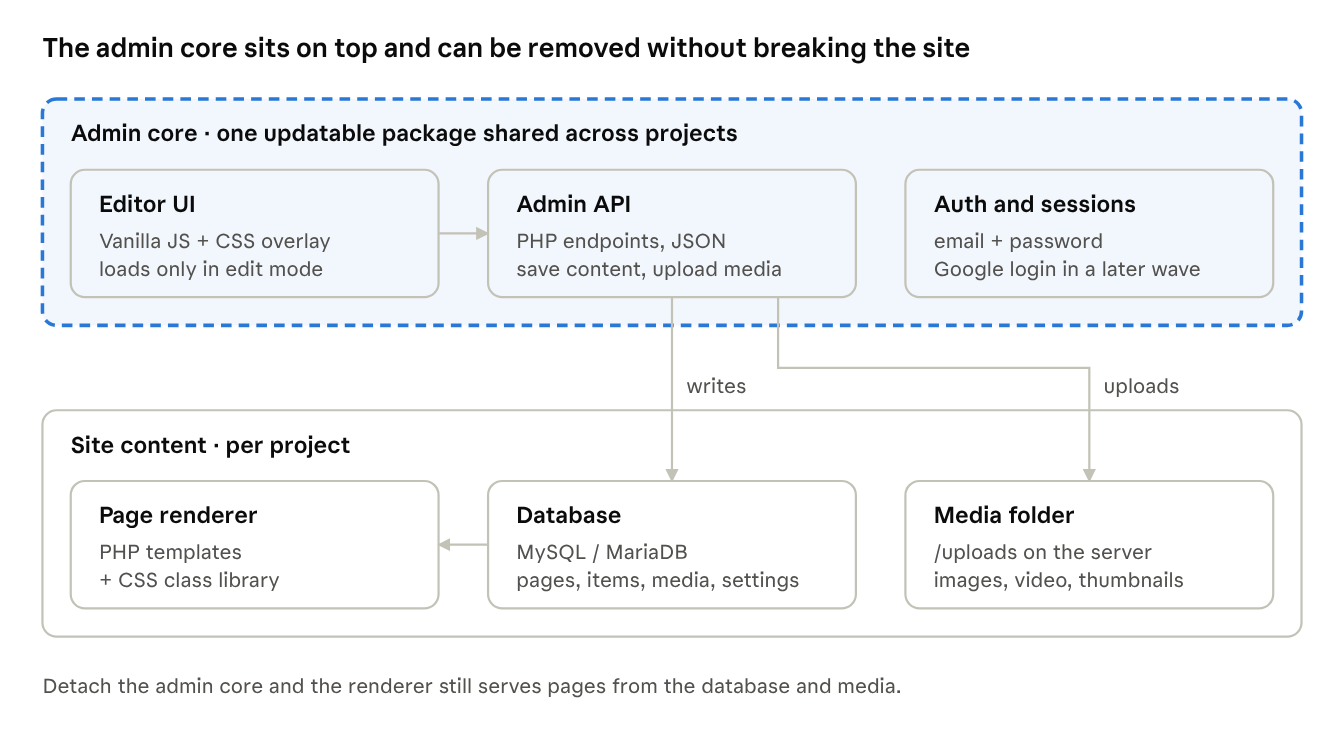 The admin core sits on top and can be removed without breaking the site
Admin core · one updatable package shared across projects
Editor UI
Vanilla JS + CSS overlay
loads only in edit mode
Admin API
PHP endpoints, JSON
save content, upload media
Auth and sessions
email + password
Google login in a later wave
writes
uploads
Site content · per project
Page renderer
PHP templates
+ CSS class library
Database
MySQL / MariaDB
pages, items, media, settings
Media folder
/uploads on the server
images, video, thumbnails
Detach the admin core and the renderer still serves pages from the database and media.